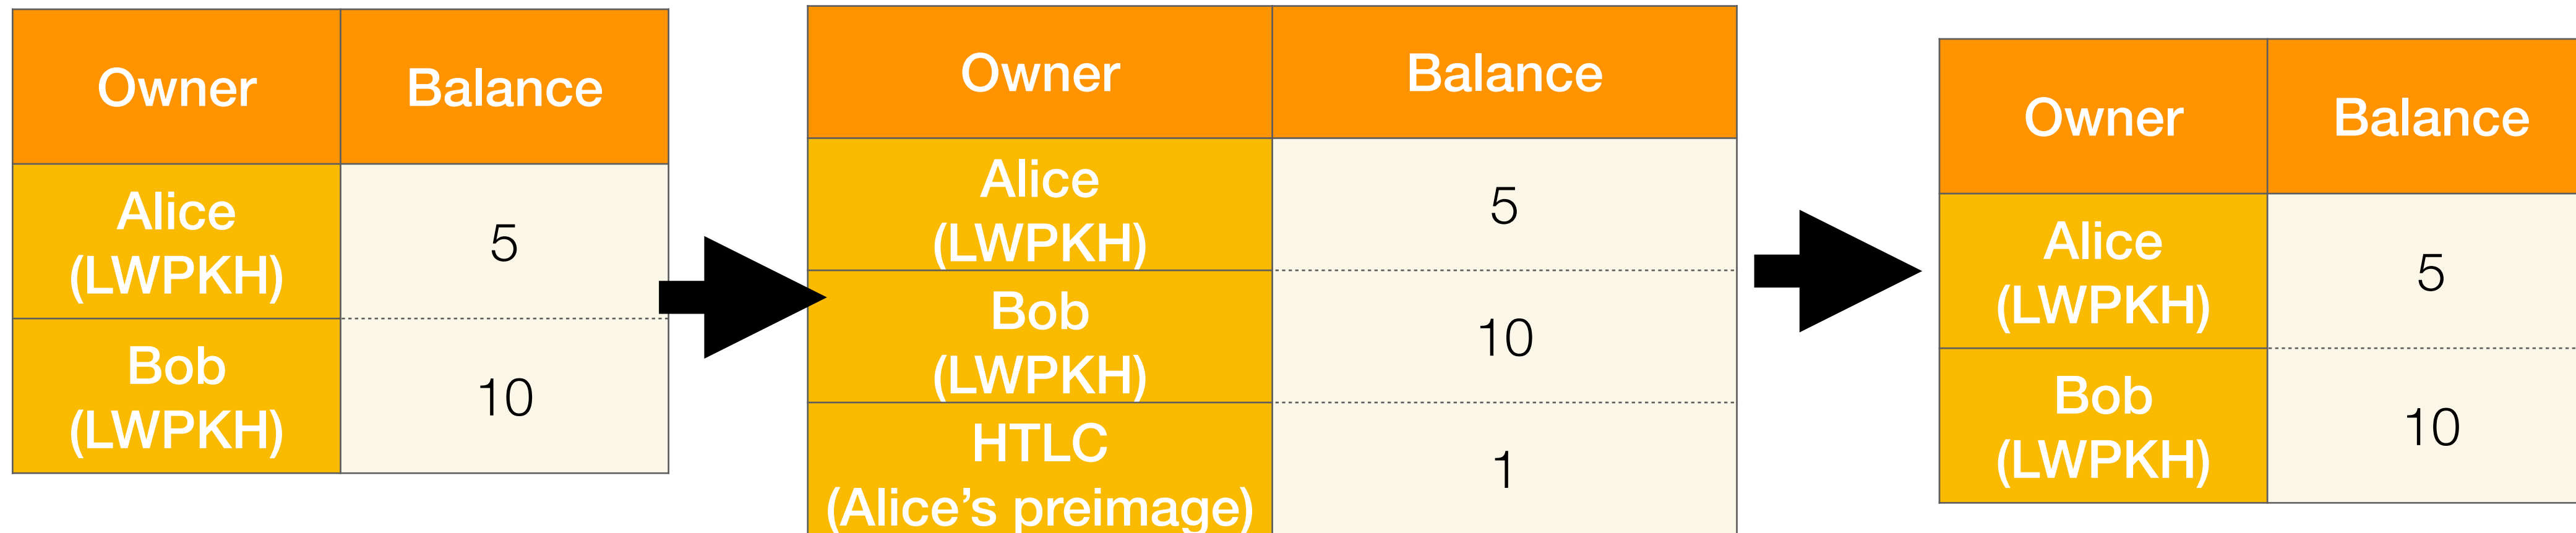 Owner Balance
Alice
(LWPKH)
5
Bob
(LWPKH)
10
Owner Balance
Alice
(LWPKH)
5
Bob
(LWPKH)
10
HTLC
(Alice's preimage)
1
Owner Balance
Alice
(LWPKH)
5
Bob
(LWPKH)
10